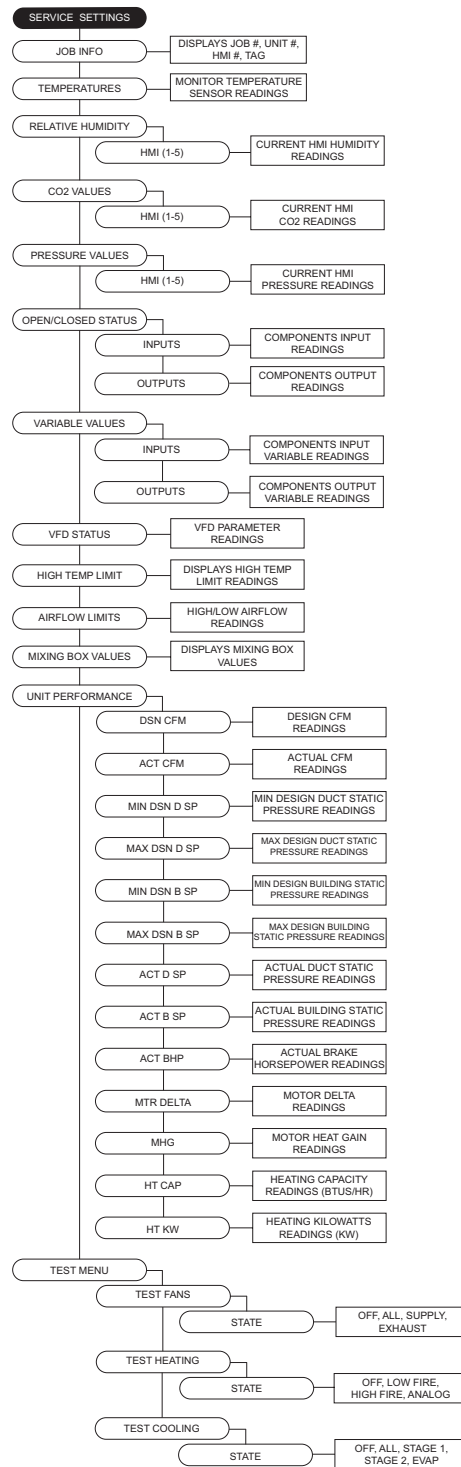 SERVICE SETTINGS
JOB INFO
DISPLAYS JOB #, UNIT #,
HMI #, TAG
TEMPERATURES
MONITOR TEMPERATURE
SENSOR READINGS
RELATIVE HUMIDITY
HMI (1-5)
CURRENT HMI HUMIDITY
READINGS
CO2 VALUES
HMI (1-5)
CURRENT HMI
CO2 READINGS
PRESSURE VALUES
HMI (1-5)
CURRENT HMI
PRESSURE READINGS
OPEN/CLOSED STATUS
INPUTS
COMPONENTS INPUT
READINGS
OUTPUTS
COMPONENTS OUTPUT
READINGS
VARIABLE VALUES
INPUTS
COMPONENTS INPUT
VARIABLE READINGS
OUTPUTS
COMPONENTS OUTPUT
VARIABLE READINGS
VFD STATUS
VFD PARAMETER
READINGS
HIGH TEMP LIMIT
DISPLAYS HIGH TEMP
LIMIT READINGS
AIRFLOW LIMITS
HIGH/LOW AIRFLOW
READINGS
MIXING BOX VALUES
DISPLAYS MIXING BOX
VALUES
UNIT PERFORMANCE
DSN CFM
DESIGN CFM
READINGS
ACT CFM
ACTUAL CFM
READINGS
MIN DSN D SP
MIN DESIGN DUCT STATIC
PRESSURE READINGS
MAX DSN D SP
MAX DESIGN DUCT STATIC
PRESSURE READINGS
MIN DSN B SP
MIN DESIGN BUILDING STATIC
PRESSURE READINGS
MAX DSN B SP
MAX DESIGN BUILDING
STATIC PRESSURE READINGS
ACT D SP
ACTUAL DUCT STATIC
PRESSURE READINGS
ACT B SP
ACTUAL BUILDING STATIC
PRESSURE READINGS
ACT BHP
ACTUAL BRAKE
HORSEPOWER READINGS
MTR DELTA
MOTOR DELTA
READINGS
MHG
MOTOR HEAT GAIN
READINGS
HT CAP
HEATING CAPACITY
READINGS (BTUS/HR)
HT KW
HEATING KILOWATTS
READINGS (KW)
TEST MENU
TEST FANS
STATE
OFF, ALL, SUPPLY,
EXHAUST
TEST HEATING
STATE
OFF, LOW FIRE,
HIGH FIRE, ANALOG
TEST COOLING
STATE
OFF, ALL, STAGE 1,
STAGE 2, EVAP